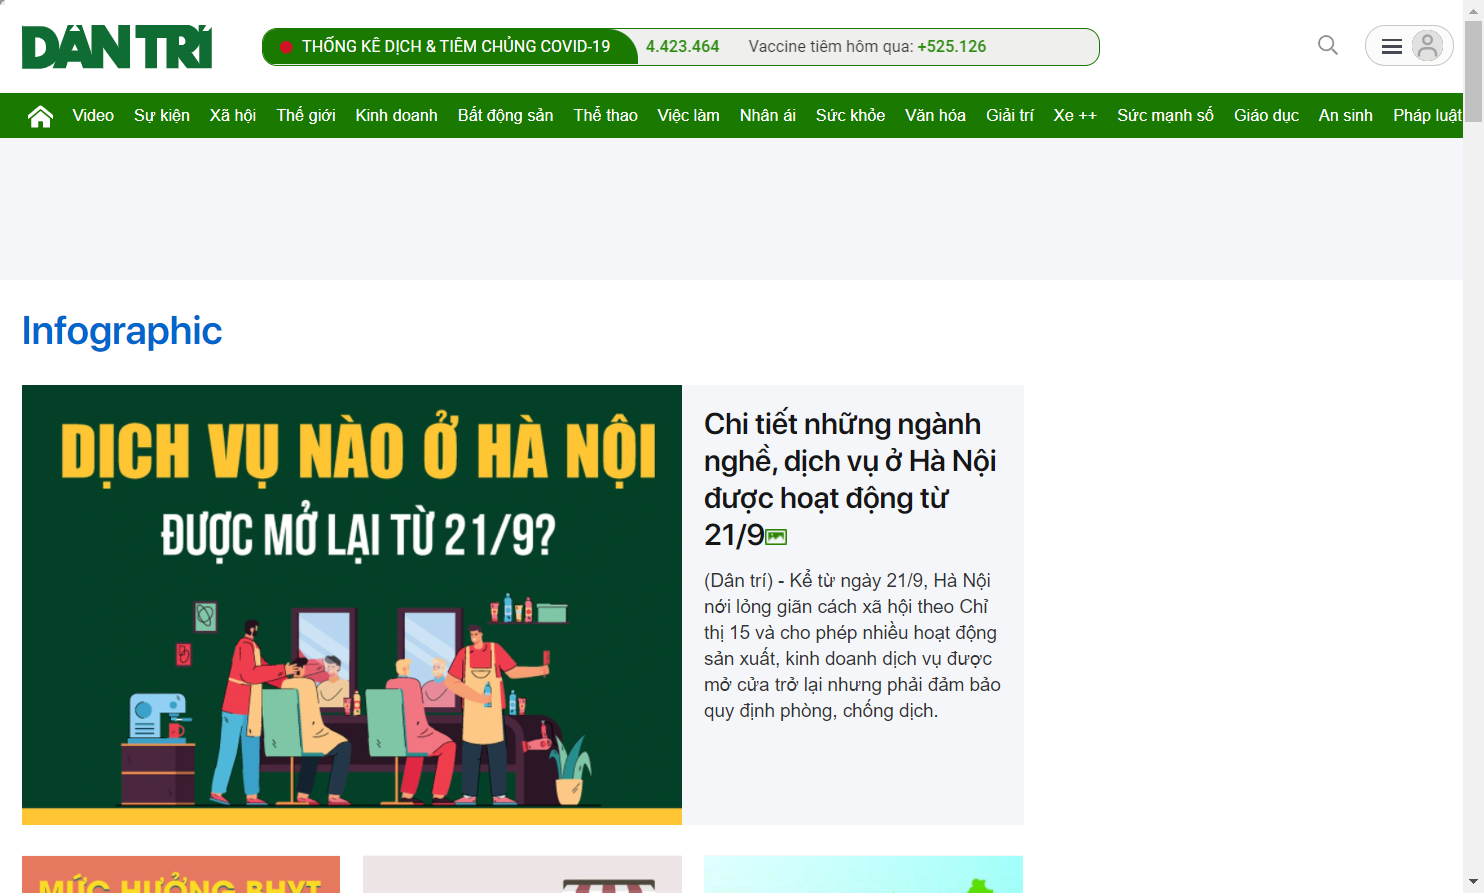 DÂN TRÍ
THỐNG KÊ DỊCH & TIÊM CHỦNG COVID-19 4.423.464 Vaccine tiêm hôm qua: +525.126
Video Sự kiện Xã hội Thế giới Kinh doanh Bất động sản Thể thao Việc làm Nhân ái Sức khỏe Văn hóa Giải trí Xe ++ Sức mạnh số Giáo dục An sinh Pháp luật
Infographic
DỊCH VỤ NÀO Ở HÀ NỘI
ĐƯỢC MỞ LẠI TỪ 21/9?
Chi tiết những ngành
nghề, dịch vụ ở Hà Nội
được hoạt động từ
21/9
(Dân trí) - Kể từ ngày 21/9, Hà Nội
nới lỏng giãn cách xã hội theo Chỉ
thị 15 và cho phép nhiều hoạt động
sản xuất, kinh doanh dịch vụ được
mở cửa trở lại nhưng phải đảm bảo
quy định phòng, chống dịch.
MỨC HƯỞNG BHYT